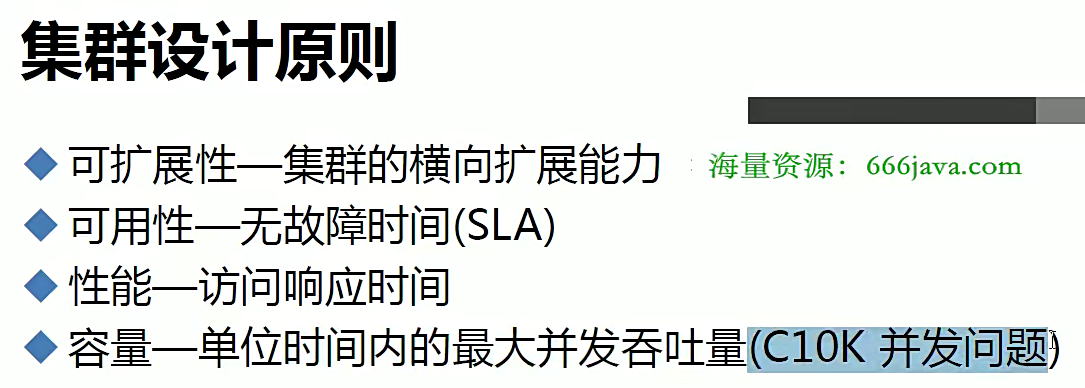 集群设计原则
可扩展性—集群的横向扩展能力
海量资源：666java.com
可用性—无故障时间(SLA)
性能—访问响应时间
容量—单位时间内的最大并发吞吐量(C10K 并发问题)